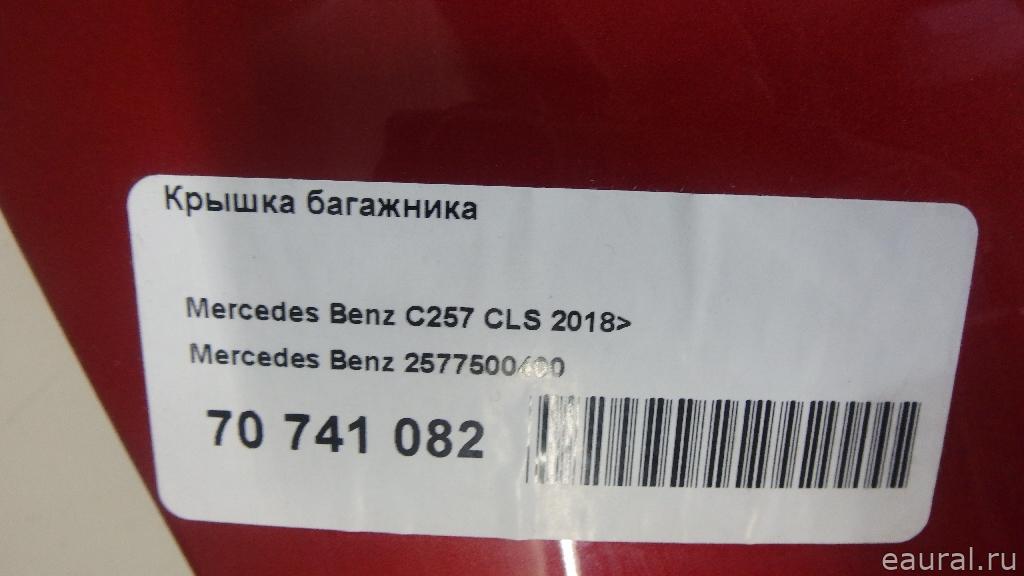 Крышка багажника
Mercedes Benz C257 CLS 2018>
Mercedes Benz
70 741 082
eaural.ru